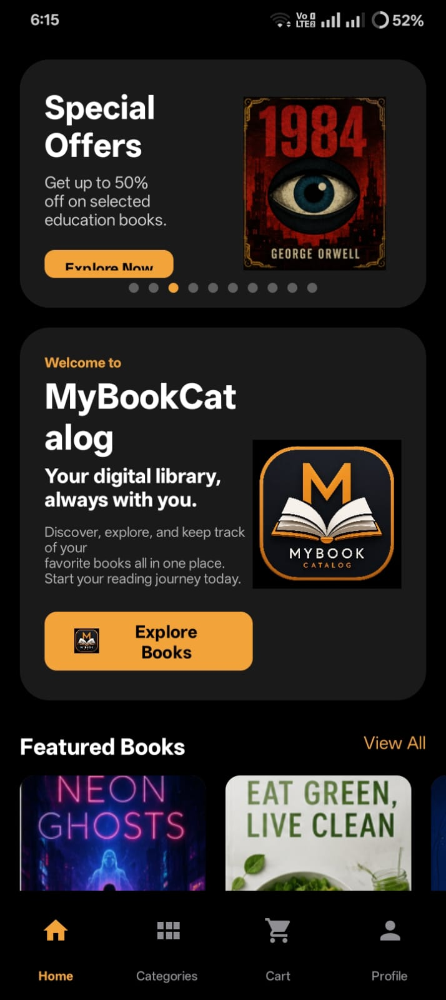 6:15
Vo
LTE2
52%
Special
Offers
Get up to 50%
off on selected
education books.
Explore Now
1984
GEORGE ORWELL
Welcome to
MyBookCat
alog
Your digital library,
always with you.
Discover, explore, and keep track
of your
favorite books all in one place.
Start your reading journey today.
M
MYBOOK
CATALOG
M
Explore
Books
Featured Books
View All
NEON
GHOSTS
EAT GREEN,
LIVE CLEAN
Home
Categories
Cart
Profile